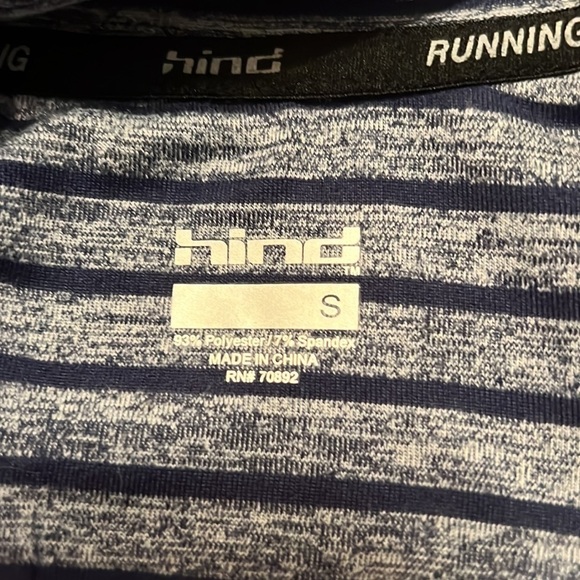 hind RUNNING
hind
S
93% Polyester/7% Spandex
MADE IN CHINA
RN# 70892